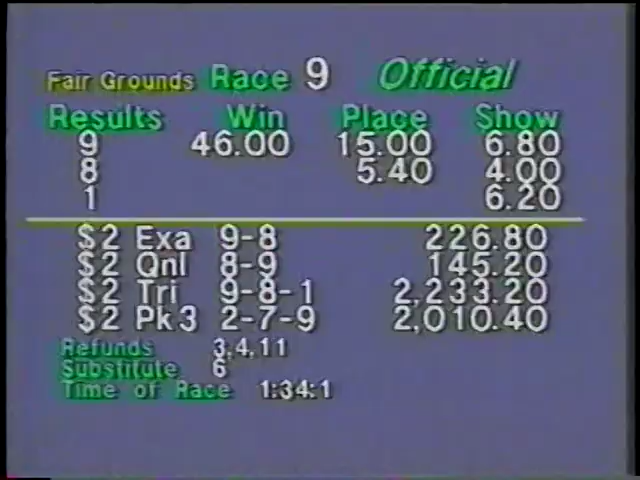 Fair Grounds Race 9 Official
Results Win Place Show
9 46.00 15.00 6.80
8 5.40 4.00
1 6.20
$2 Exa 9-8 226.80
$2 Qnl 8-9 145.20
$2 Tri 9-8-1 2,233.20
$2 Pk3 2-7-9 2,010.40
Refunds 3,4,11
Substitute 6
Time of Race 1:34:1